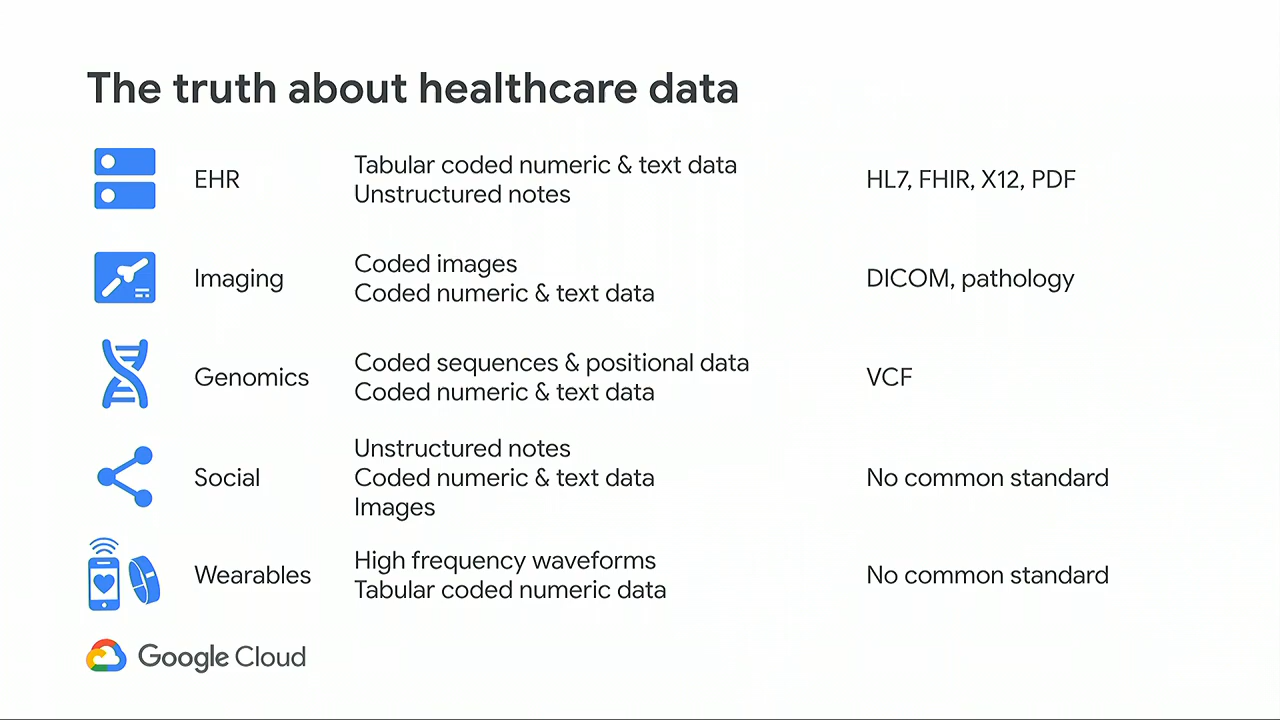 The truth about healthcare data
EHR
Tabular coded numeric & text data
Unstructured notes
HL7, FHIR, X12, PDF
Imaging
Coded images
Coded numeric & text data
DICOM, pathology
Genomics
Coded sequences & positional data
Coded numeric & text data
VCF
Social
Unstructured notes
Coded numeric & text data
Images
No common standard
Wearables
High frequency waveforms
Tabular coded numeric data
No common standard
Google Cloud